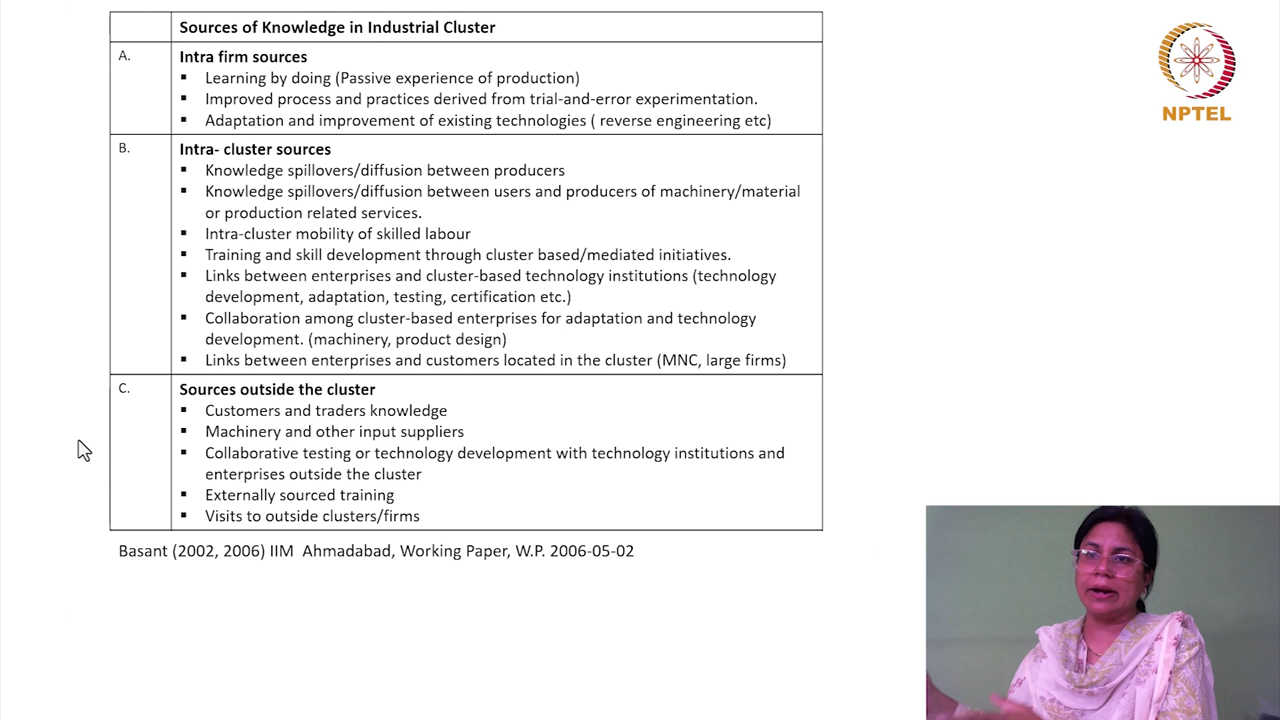 Sources of Knowledge in Industrial Cluster
A.
Intra firm sources
▪ Learning by doing (Passive experience of production)
▪ Improved process and practices derived from trial-and-error experimentation.
▪ Adaptation and improvement of existing technologies ( reverse engineering etc)
B.
Intra- cluster sources
▪ Knowledge spillovers/diffusion between producers
▪ Knowledge spillovers/diffusion between users and producers of machinery/material
or production related services.
▪ Intra-cluster mobility of skilled labour
▪ Training and skill development through cluster based/mediated initiatives.
▪ Links between enterprises and cluster-based technology institutions (technology
development, adaptation, testing, certification etc.)
▪ Collaboration among cluster-based enterprises for adaptation and technology
development. (machinery, product design)
▪ Links between enterprises and customers located in the cluster (MNC, large firms)
C.
Sources outside the cluster
▪ Customers and traders knowledge
▪ Machinery and other input suppliers
▪ Collaborative testing or technology development with technology institutions and
enterprises outside the cluster
▪ Externally sourced training
▪ Visits to outside clusters/firms
Basant (2002, 2006) IIM  Ahmadabad, Working Paper, W.P. 2006-05-02
NPTEL